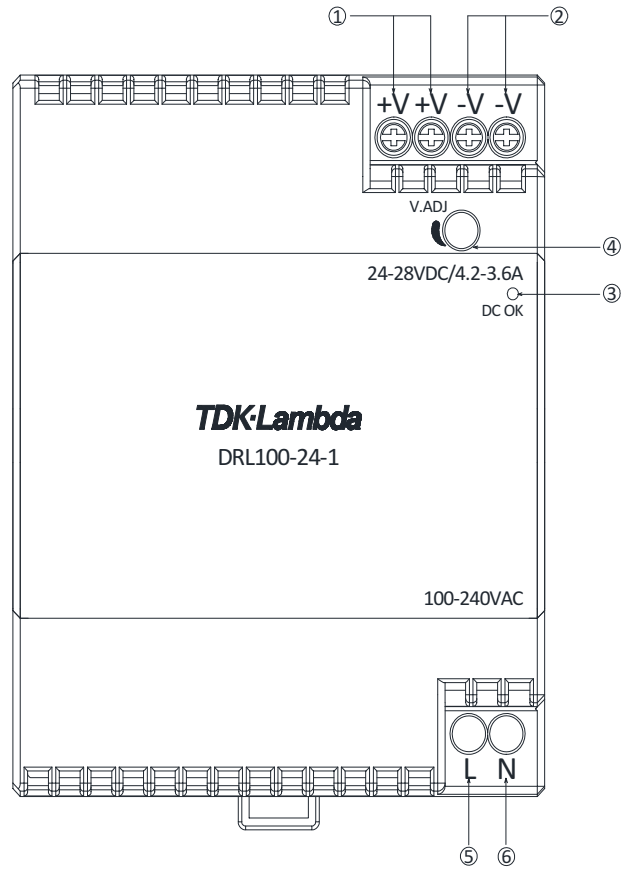 ① ②
+V +V -V -V
V.ADJ
④
24-28VDC/4.2-3.6A
③
DC OK
TDK·Lambda
DRL100-24-1
100-240VAC
L N
⑤ ⑥